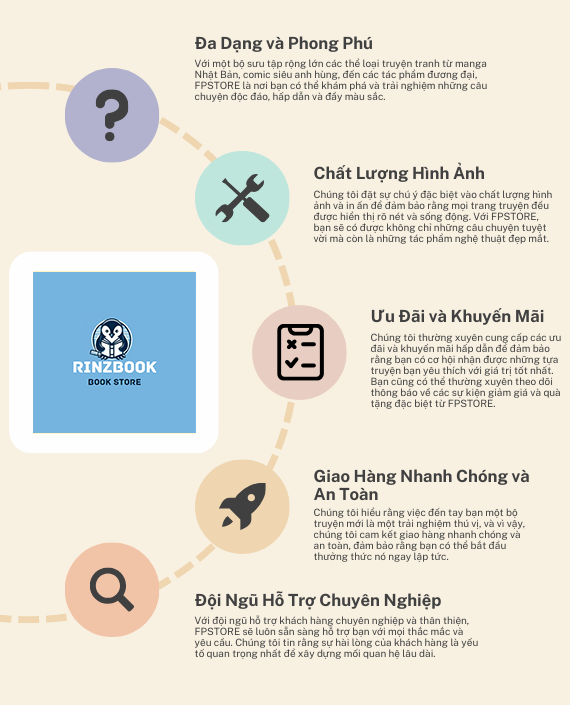 Đa Dạng và Phong Phú
Với một bộ sưu tập rộng lớn các thể loại truyện tranh từ manga
Nhật Bản, comic siêu anh hùng, đến các tác phẩm đương đại,
FPSTORE là nơi bạn có thể khám phá và trải nghiệm những câu
chuyện độc đáo, hấp dẫn và đầy màu sắc.
Chất Lượng Hình Ảnh
Chúng tôi đặt sự chú ý đặc biệt vào chất lượng hình
ảnh và in ấn để đảm bảo rằng mọi trang truyện đều
được hiển thị rõ nét và sống động. Với FPSTORE,
bạn sẽ có được không chỉ những câu chuyện tuyệt
vời mà còn là những tác phẩm nghệ thuật đẹp mắt.
RINZBOOK
BOOK STORE
Ưu Đãi và Khuyến Mãi
Chúng tôi thường xuyên cung cấp các ưu
đãi và khuyến mãi hấp dẫn để đảm bảo
rằng bạn có cơ hội nhận được những tựa
truyện bạn yêu thích với giá trị tốt nhất.
Bạn cũng có thể thường xuyên theo dõi
thông báo về các sự kiện giảm giá và quà
tặng đặc biệt từ FPSTORE.
Giao Hàng Nhanh Chóng và
An Toàn
Chúng tôi hiểu rằng việc đến tay bạn một bộ
truyện mới là một trải nghiệm thú vị, và vì vậy,
chúng tôi cam kết giao hàng nhanh chóng và
an toàn, đảm bảo rằng bạn có thể bắt đầu
thưởng thức nó ngay lập tức.
Đội Ngũ Hỗ Trợ Chuyên Nghiệp
Với đội ngũ hỗ trợ khách hàng chuyên nghiệp và thân thiện,
FPSTORE sẽ luôn sẵn sàng hỗ trợ bạn với mọi thắc mắc và
yêu cầu. Chúng tôi tin rằng sự hài lòng của khách hàng là yếu
tố quan trọng nhất để xây dựng mối quan hệ lâu dài.